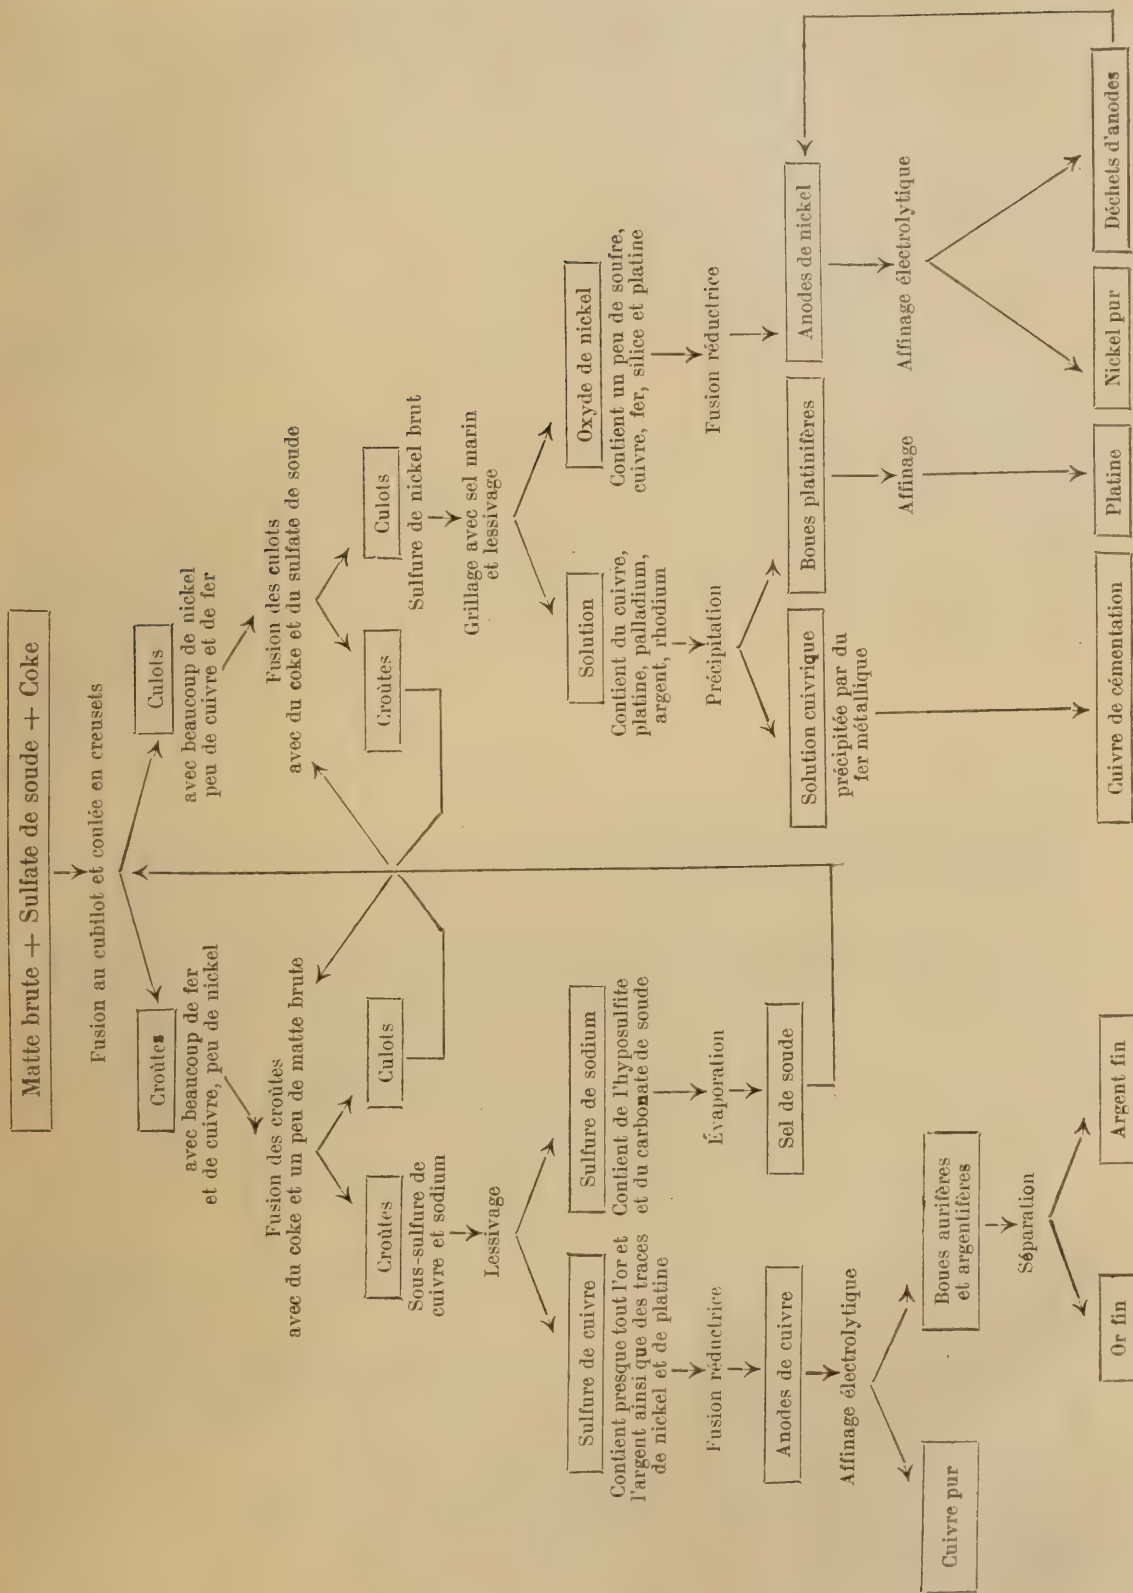 Matte brute + Sulfate de soude + Coke
Fusion au cubilot et coulée en creusets
Croûtes
avec beaucoup de fer
et de cuivre, peu de nickel
Culots
avec beaucoup de nickel
peu de cuivre et de fer
Fusion des croûtes
avec du coke et un peu de matte brute
Fusion des culots
avec du coke et du sulfate de soude
Croûtes
Sous-sulfure de
cuivre et sodium
Culots
Croûtes
Culots
Sulfure de nickel brut
Lessivage
Grillage avec sel marin
et lessivage
Sulfure de cuivre
Contient presque tout l'or et
l'argent ainsi que des traces
de nickel et de platine
Sulfure de sodium
Contient de l'hyposulfite
et du carbonate de soude
Solution
Contient du cuivre,
platine, palladium,
argent, rhodium
Oxyde de nickel
Contient un peu de soufre,
cuivre, fer, silice et platine
Fusion réductrice
Évaporation
Précipitation
Fusion réductrice
Anodes de cuivre
Sel de soude
Solution cuivrique
précipitée par du
fer métallique
Boues platinifères
Anodes de nickel
Affinage électrolytique
Affinage
Affinage électrolytique
Cuivre pur
Boues aurifères
et argentifères
Séparation
Or fin
Argent fin
Cuivre de cémentation
Platine
Nickel pur
Déchets d'anodes